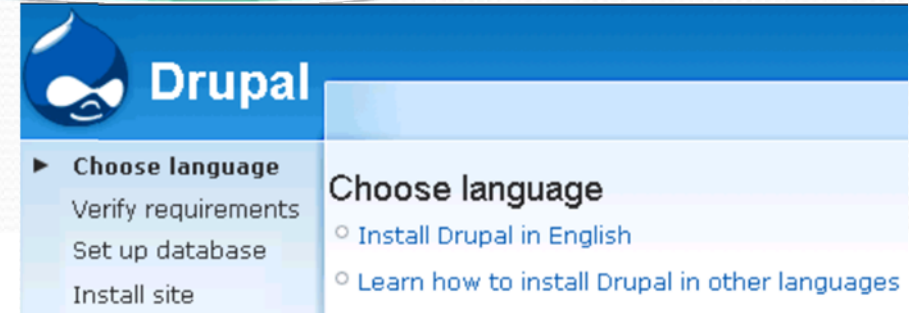 Drupal
Choose language
Verify requirements
Set up database
Install site
Choose language
Install Drupal in English
Learn how to install Drupal in other languages